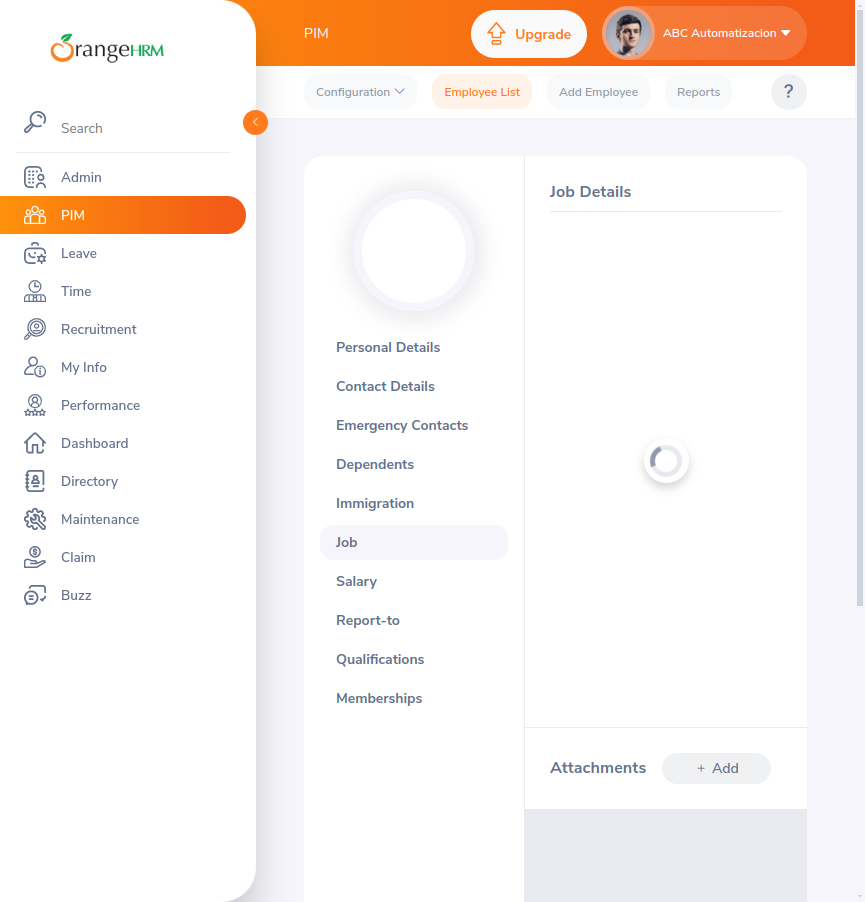 OrangeHRM
Search
Admin
PIM
Leave
Time
Recruitment
My Info
Performance
Dashboard
Directory
Maintenance
Claim
Buzz
PIM
Upgrade
ABC Automatizacion
Configuration
Employee List
Add Employee
Reports
?
Personal Details
Contact Details
Emergency Contacts
Dependents
Immigration
Job
Salary
Report-to
Qualifications
Memberships
Job Details
Attachments
+ Add